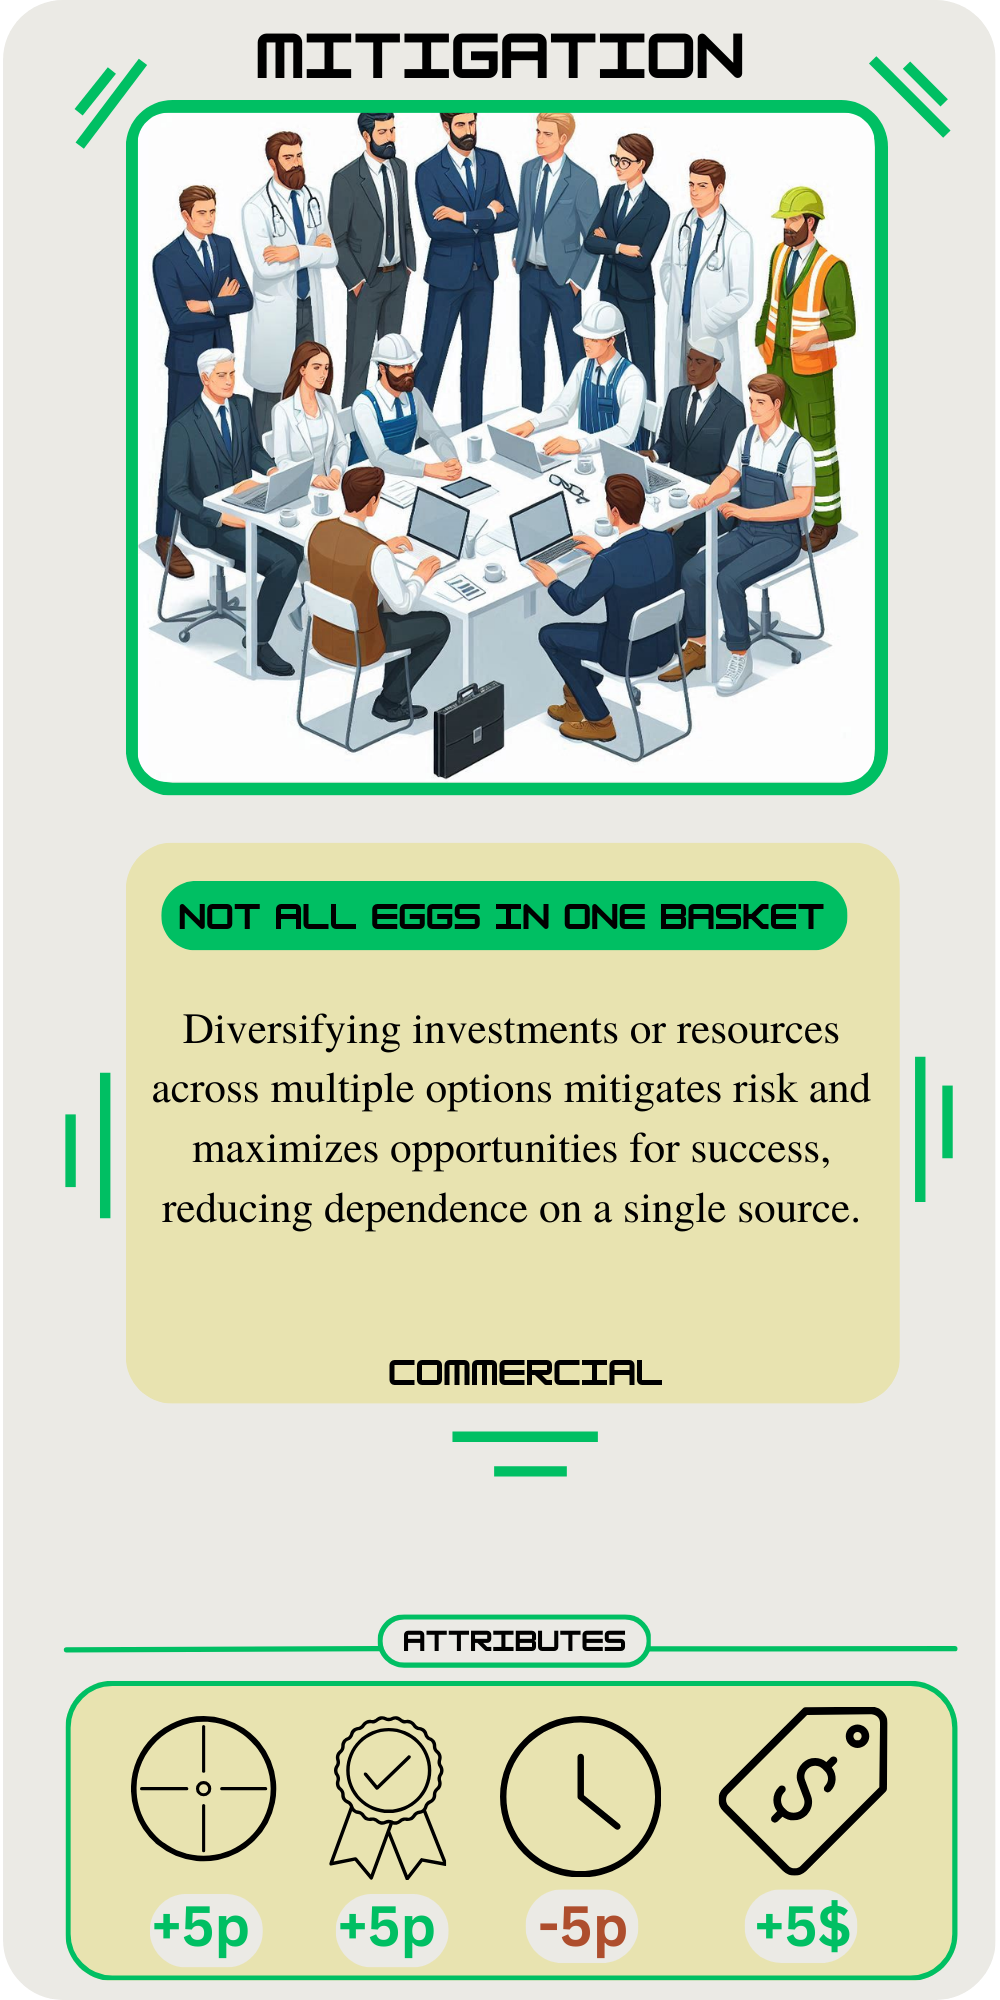 MITIGATION
NOT ALL EGGS IN ONE BASKET
Diversifying investments or resources
across multiple options mitigates risk and
maximizes opportunities for success,
reducing dependence on a single source.
COMMERCIAL
ATTRIBUTES
$
+5p +5p -5p +5$